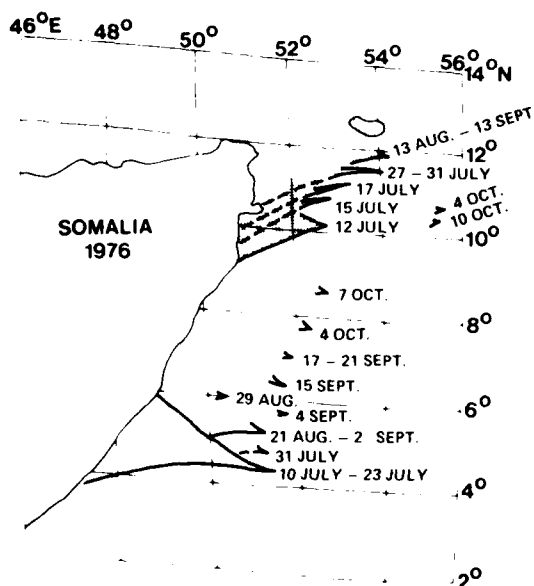 46°E
48°
50°
52°
54°
56°
14°N
13 AUG. – 13 SEPT
12°
27 – 31 JULY
17 JULY
4 OCT.
15 JULY
10 OCT.
12 JULY
10°
SOMALIA
1976
7 OCT.
8°
4 OCT.
17 – 21 SEPT.
15 SEPT.
29 AUG.
6°
4 SEPT.
21 AUG. – 2 SEPT.
31 JULY
10 JULY – 23 JULY
4°
2°